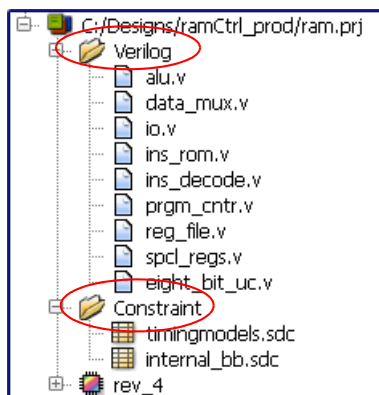 C:/Designs/ramCtrl_prod/ram.prj
Verilog
alu.v
data_mux.v
io.v
ins_rom.v
ins_decode.v
prgm_cntr.v
reg_file.v
spcl_regs.v
eight_bit_uc.v
Constraint
timingmodels.sdc
internal_bb.sdc
rev_4